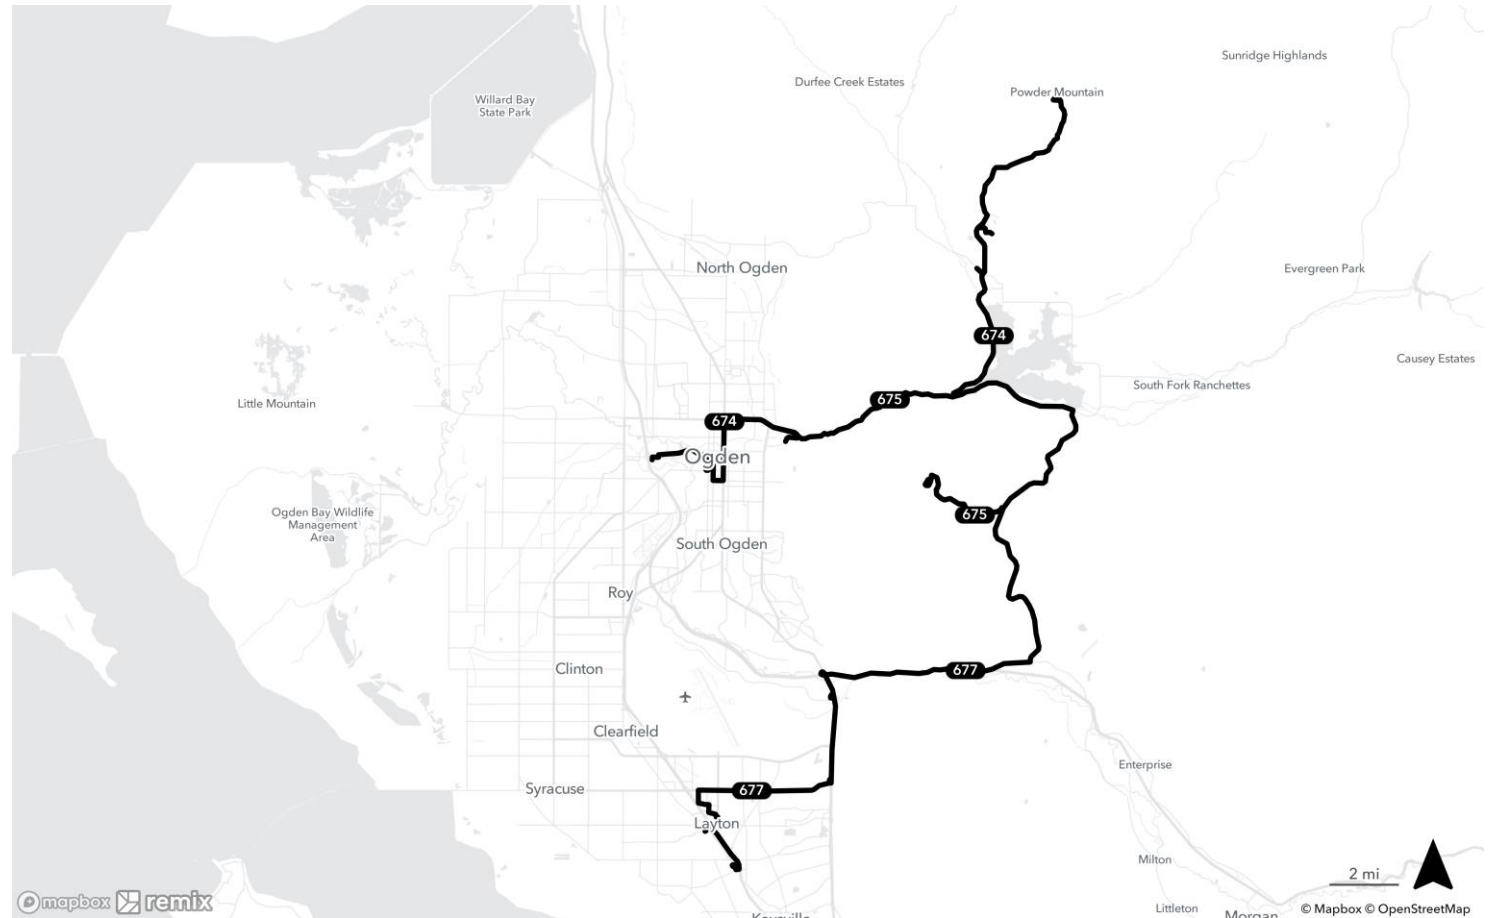 Sunridge Highlands
Durfee Creek Estates
Powder Mountain
Willard Bay
State Park
North Ogden
Evergreen Park
674
Causey Estates
South Fork Ranchettes
675
Little Mountain
674
Ogden
Ogden Bay Wildlife
Management
Area
675
South Ogden
Roy
Clinton
677
Clearfield
Enterprise
Syracuse
677
Layton
Milton
2 mi
mapbox remix
Littleton
© Mapbox © OpenStreetMap
Morgan
Kaysville